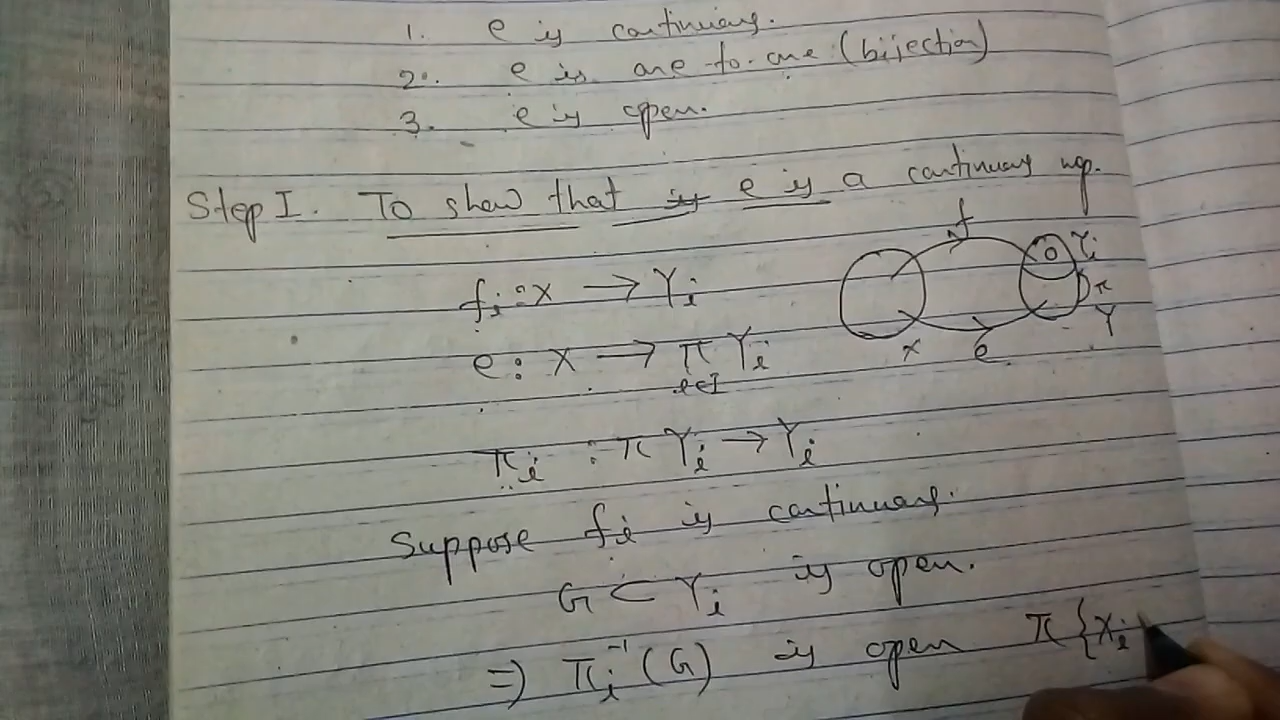 1. e is continuous.
2. e is one-to-one (bijection)
3. e is open.
Step I. To show that is e is a continuous map.
f
Yi
π
Y
x
e
fi : x → Yi
e : x → π Yi
i∈I
πi : π Yi → Yi
Suppose fi is continuous.
G ⊂ Yi is open.
⇒ πi⁻¹(G) is open π{xi